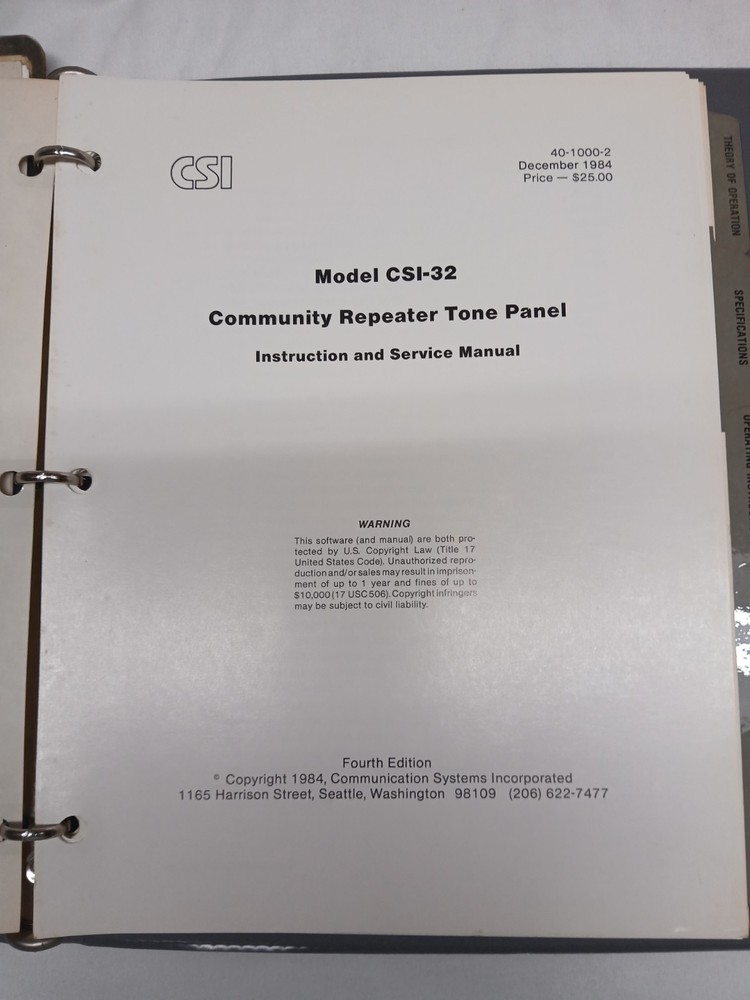 CSI
40-1000-2
December 1984
Price — $25.00
Model CSI-32
Community Repeater Tone Panel
Instruction and Service Manual
WARNING
This software (and manual) are both pro-
tected by U.S. Copyright Law (Title 17
United States Code). Unauthorized repro-
duction and/or sales may result in imprison-
ment of up to 1 year and fines of up to
$10,000 (17 USC 506). Copyright infringers
may be subject to civil liability.
Fourth Edition
© Copyright 1984, Communication Systems Incorporated
1165 Harrison Street, Seattle, Washington 98109 (206) 622-7477
THEORY OF OPERATION
SPECIFICATIONS